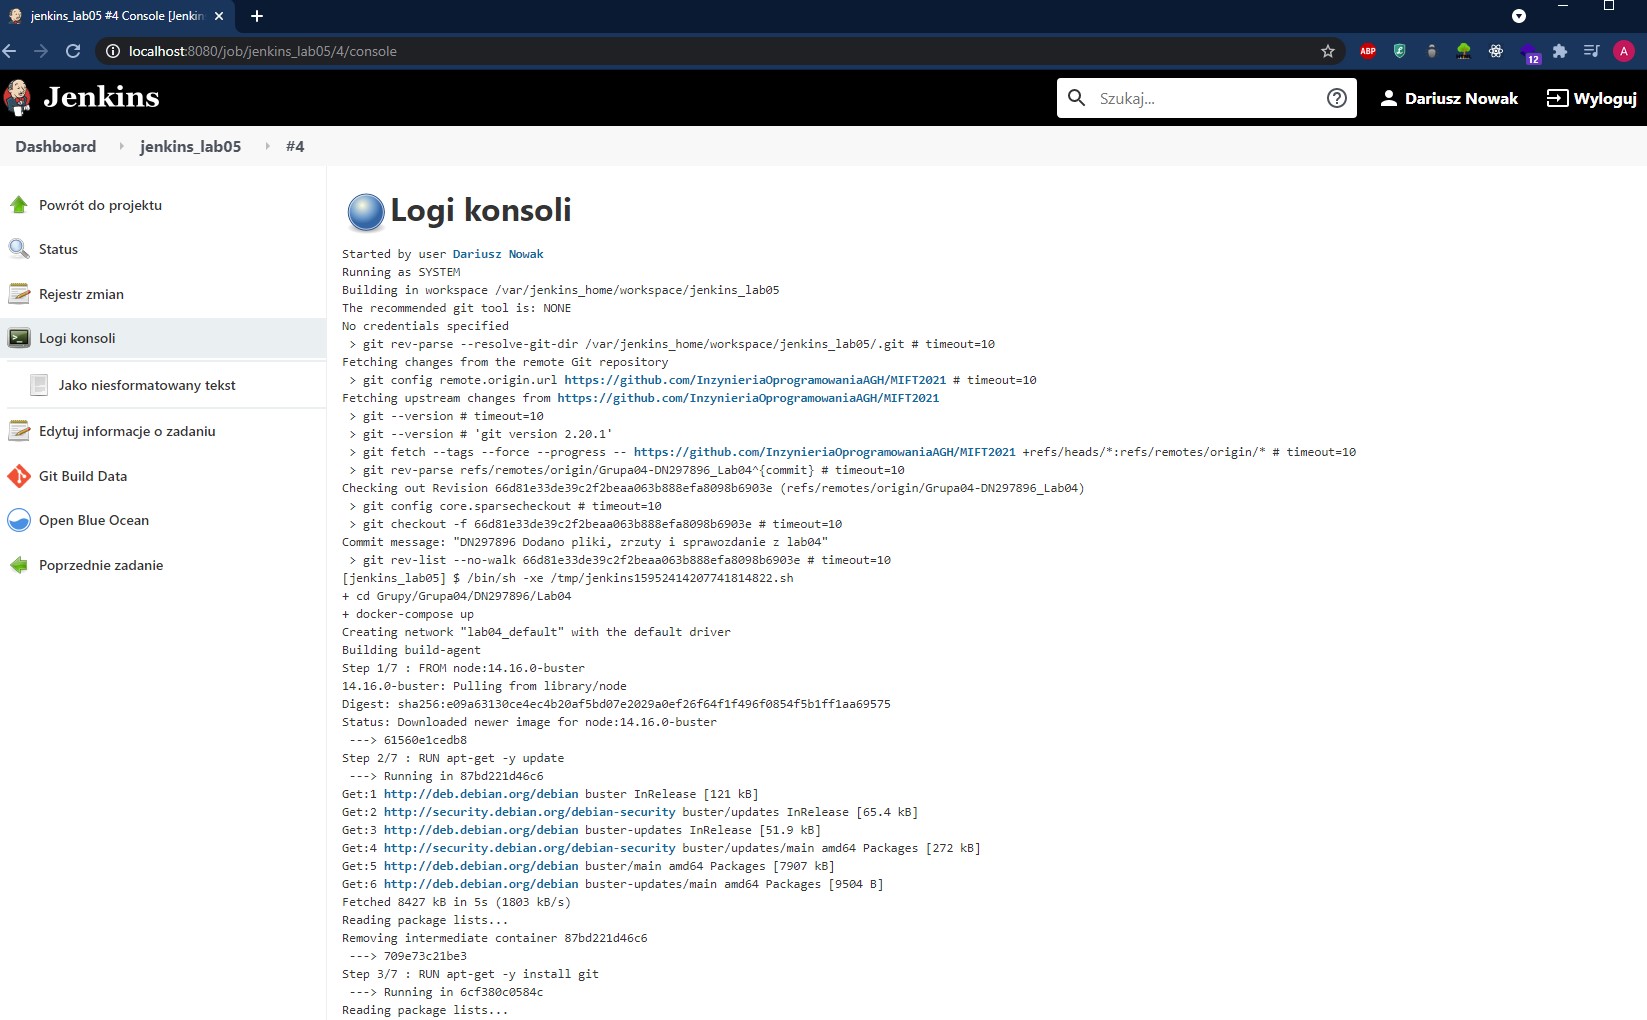 jenkins_lab05 #4 Console [Jenkin
localhost:8080/job/jenkins_lab05/4/console
ABP
12
A
Jenkins
Szukaj...
Dariusz Nowak
Wyloguj
Dashboard
jenkins_lab05
#4
Powrót do projektu
Status
Rejestr zmian
Logi konsoli
Jako niesformatowany tekst
Edytuj informacje o zadaniu
Git Build Data
Open Blue Ocean
Poprzednie zadanie
Logi konsoli
Started by user Dariusz Nowak
Running as SYSTEM
Building in workspace /var/jenkins_home/workspace/jenkins_lab05
The recommended git tool is: NONE
No credentials specified
 > git rev-parse --resolve-git-dir /var/jenkins_home/workspace/jenkins_lab05/.git # timeout=10
Fetching changes from the remote Git repository
 > git config remote.origin.url https://github.com/InzynieriaOprogramowaniaAGH/MIFT2021 # timeout=10
Fetching upstream changes from https://github.com/InzynieriaOprogramowaniaAGH/MIFT2021
 > git --version # timeout=10
 > git --version # 'git version 2.20.1'
 > git fetch --tags --force --progress -- https://github.com/InzynieriaOprogramowaniaAGH/MIFT2021 +refs/heads/*:refs/remotes/origin/* # timeout=10
 > git rev-parse refs/remotes/origin/Grupa04-DN297896_Lab04^{commit} # timeout=10
Checking out Revision 66d81e33de39c2f2beaa063b888efa8098b6903e (refs/remotes/origin/Grupa04-DN297896_Lab04)
 > git config core.sparsecheckout # timeout=10
 > git checkout -f 66d81e33de39c2f2beaa063b888efa8098b6903e # timeout=10
Commit message: "DN297896 Dodano pliki, zrzuty i sprawozdanie z lab04"
 > git rev-list --no-walk 66d81e33de39c2f2beaa063b888efa8098b6903e # timeout=10
[jenkins_lab05] $ /bin/sh -xe /tmp/jenkins15952414207741814822.sh
+ cd Grupy/Grupa04/DN297896/Lab04
+ docker-compose up
Creating network "lab04_default" with the default driver
Building build-agent
Step 1/7 : FROM node:14.16.0-buster
14.16.0-buster: Pulling from library/node
Digest: sha256:e09a63130ce4ec4b20af5bd07e2029a0ef26f64f1f496f0854f5b1ff1aa69575
Status: Downloaded newer image for node:14.16.0-buster
 ---> 61560e1cedb8
Step 2/7 : RUN apt-get -y update
 ---> Running in 87bd221d46c6
Get:1 http://deb.debian.org/debian buster InRelease [121 kB]
Get:2 http://security.debian.org/debian-security buster/updates InRelease [65.4 kB]
Get:3 http://deb.debian.org/debian buster-updates InRelease [51.9 kB]
Get:4 http://security.debian.org/debian-security buster/updates/main amd64 Packages [272 kB]
Get:5 http://deb.debian.org/debian buster/main amd64 Packages [7907 kB]
Get:6 http://deb.debian.org/debian buster-updates/main amd64 Packages [9504 B]
Fetched 8427 kB in 5s (1803 kB/s)
Reading package lists...
Removing intermediate container 87bd221d46c6
 ---> 709e73c21be3
Step 3/7 : RUN apt-get -y install git
 ---> Running in 6cf380c0584c
Reading package lists...